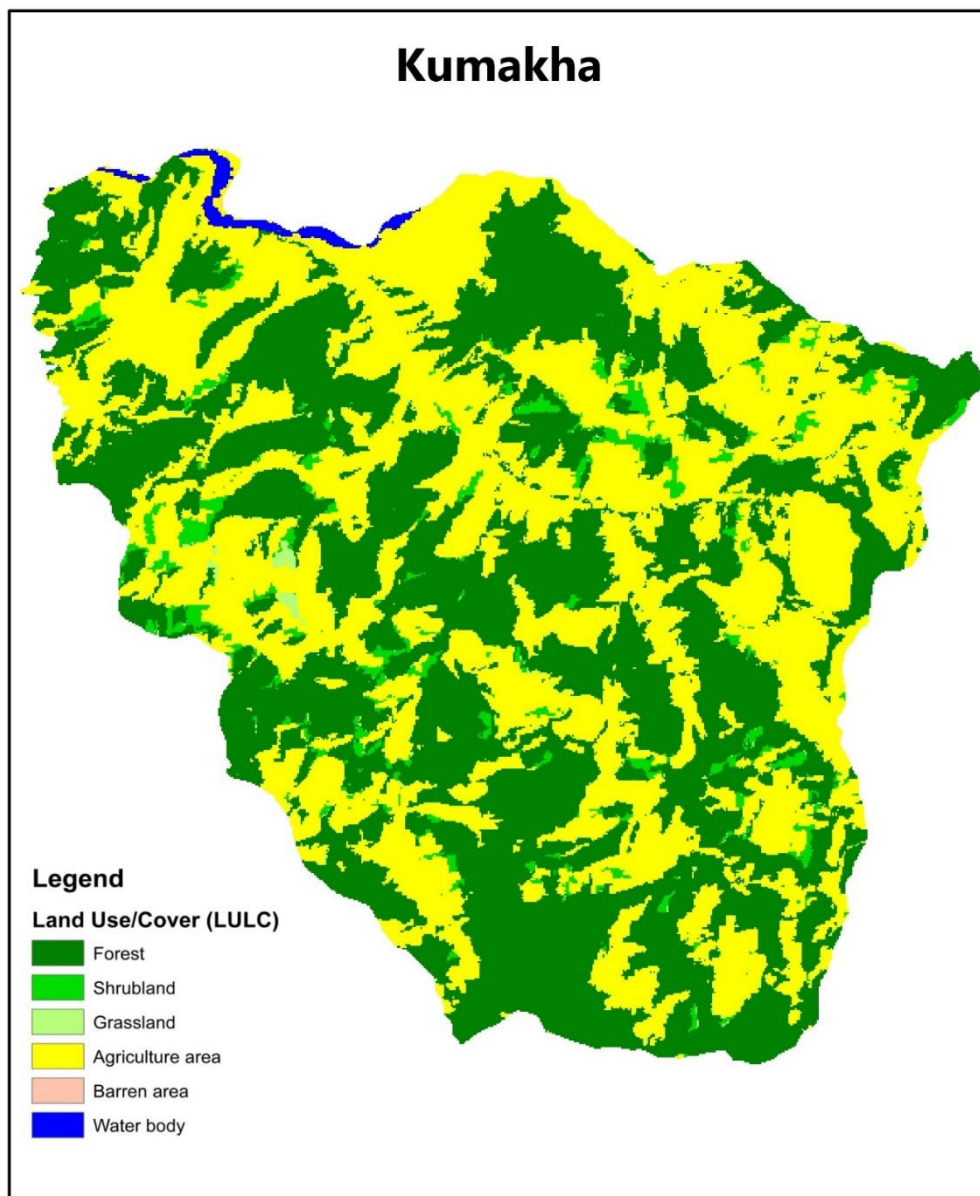 Kumakha
Legend
Land Use/Cover (LULC)
Forest
Shrubland
Grassland
Agriculture area
Barren area
Water body